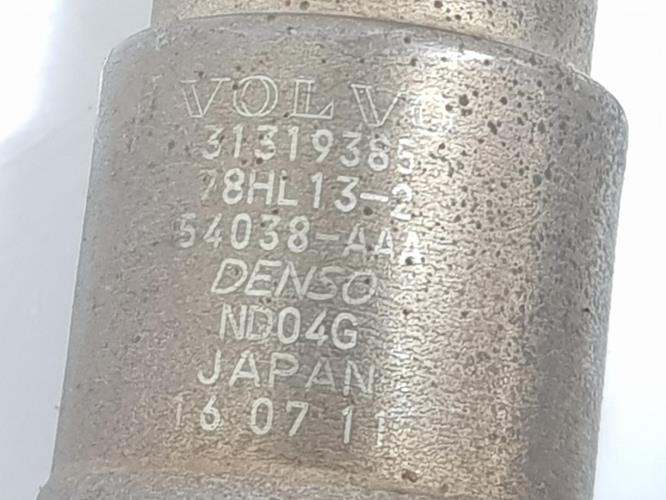 VOLVO
31319385
78HL13-2
54038-AAA
DENSO
ND04G
JAPAN
16 07 11